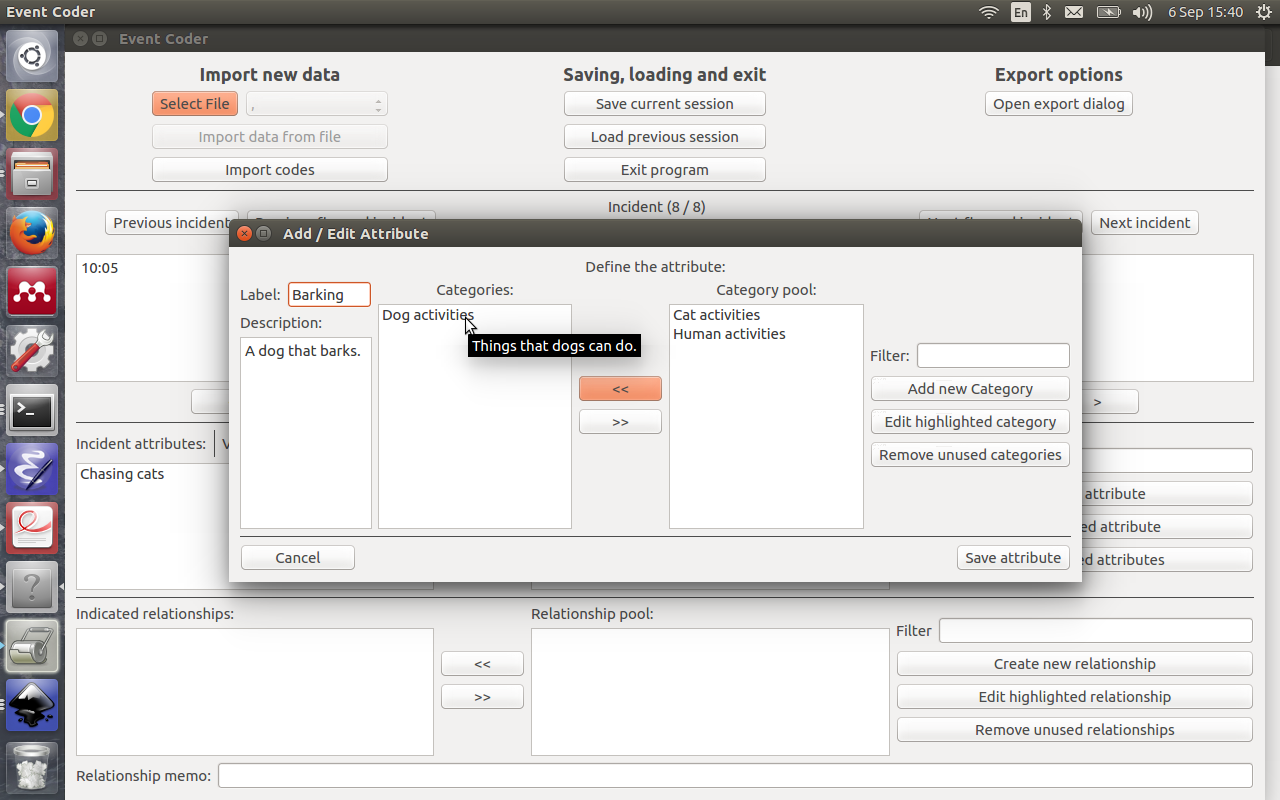 Event Coder
En
6 Sep 15:40
Event Coder
Import new data
Saving, loading and exit
Export options
Select File
,
Save current session
Open export dialog
Import data from file
Load previous session
Import codes
Exit program
Incident (8 / 8)
Previous incident
Next incident
10:05
Add / Edit Attribute
Define the attribute:
Label:
Barking
Categories:
Category pool:
Description:
Dog activities
Cat activities
Human activities
A dog that barks.
Things that dogs can do.
Filter:
<<
Add new Category
>>
Edit highlighted category
Remove unused categories
Cancel
Save attribute
>
Incident attributes:
Chasing cats
attribute
ed attribute
ed attributes
Indicated relationships:
Relationship pool:
Filter
<<
Create new relationship
>>
Edit highlighted relationship
Remove unused relationships
Relationship memo: